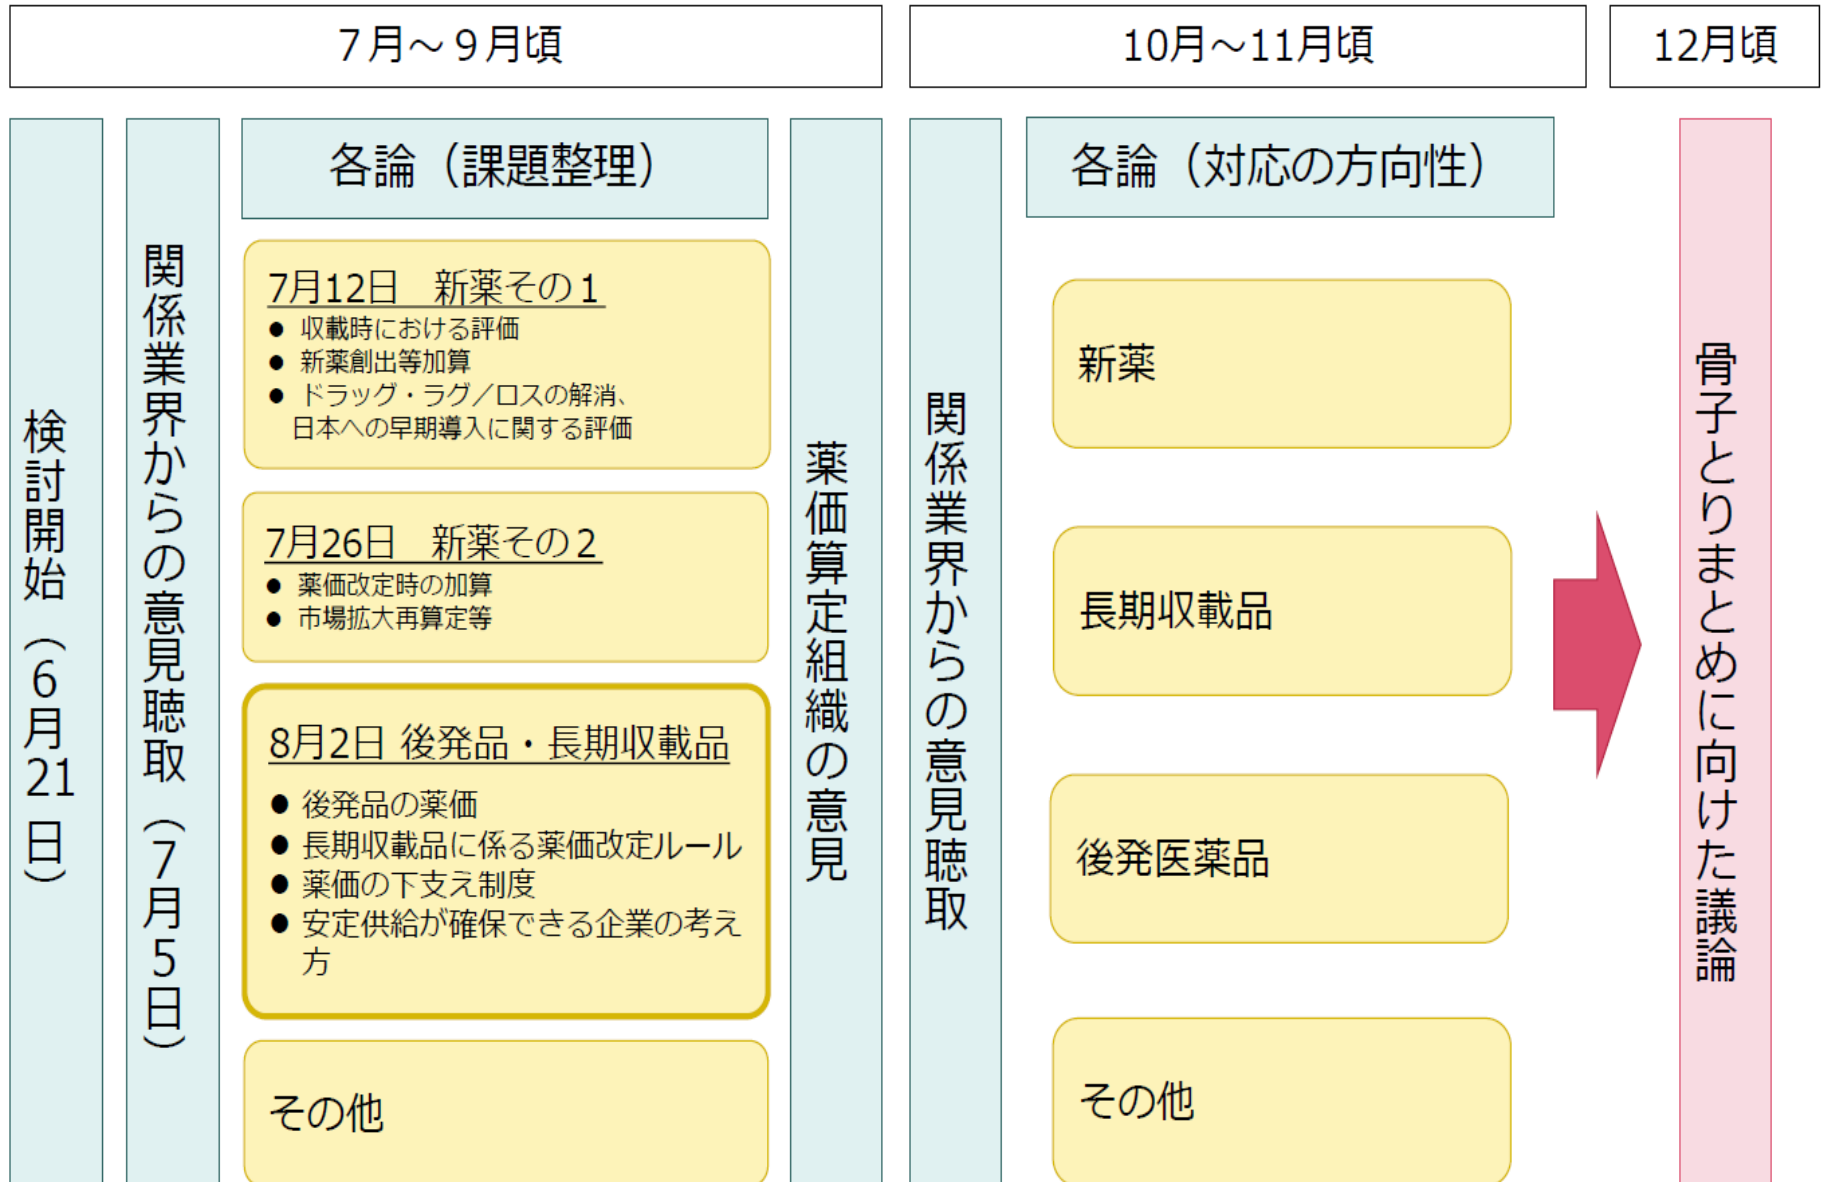 ７月～９月頃
10月～11月頃
12月頃
検討開始（６月21日）
関係業界からの意見聴取（７月５日）
各論（課題整理）
7月12日　新薬その１
● 収載時における評価
● 新薬創出等加算
● ドラッグ・ラグ／ロスの解消、
日本への早期導入に関する評価
7月26日　新薬その２
● 薬価改定時の加算
● 市場拡大再算定等
8月2日 後発品・長期収載品
● 後発品の薬価
● 長期収載品に係る薬価改定ルール
● 薬価の下支え制度
● 安定供給が確保できる企業の考え
方
その他
薬価算定組織の意見
関係業界からの意見聴取
各論（対応の方向性）
新薬
長期収載品
後発医薬品
その他
骨子とりまとめに向けた議論